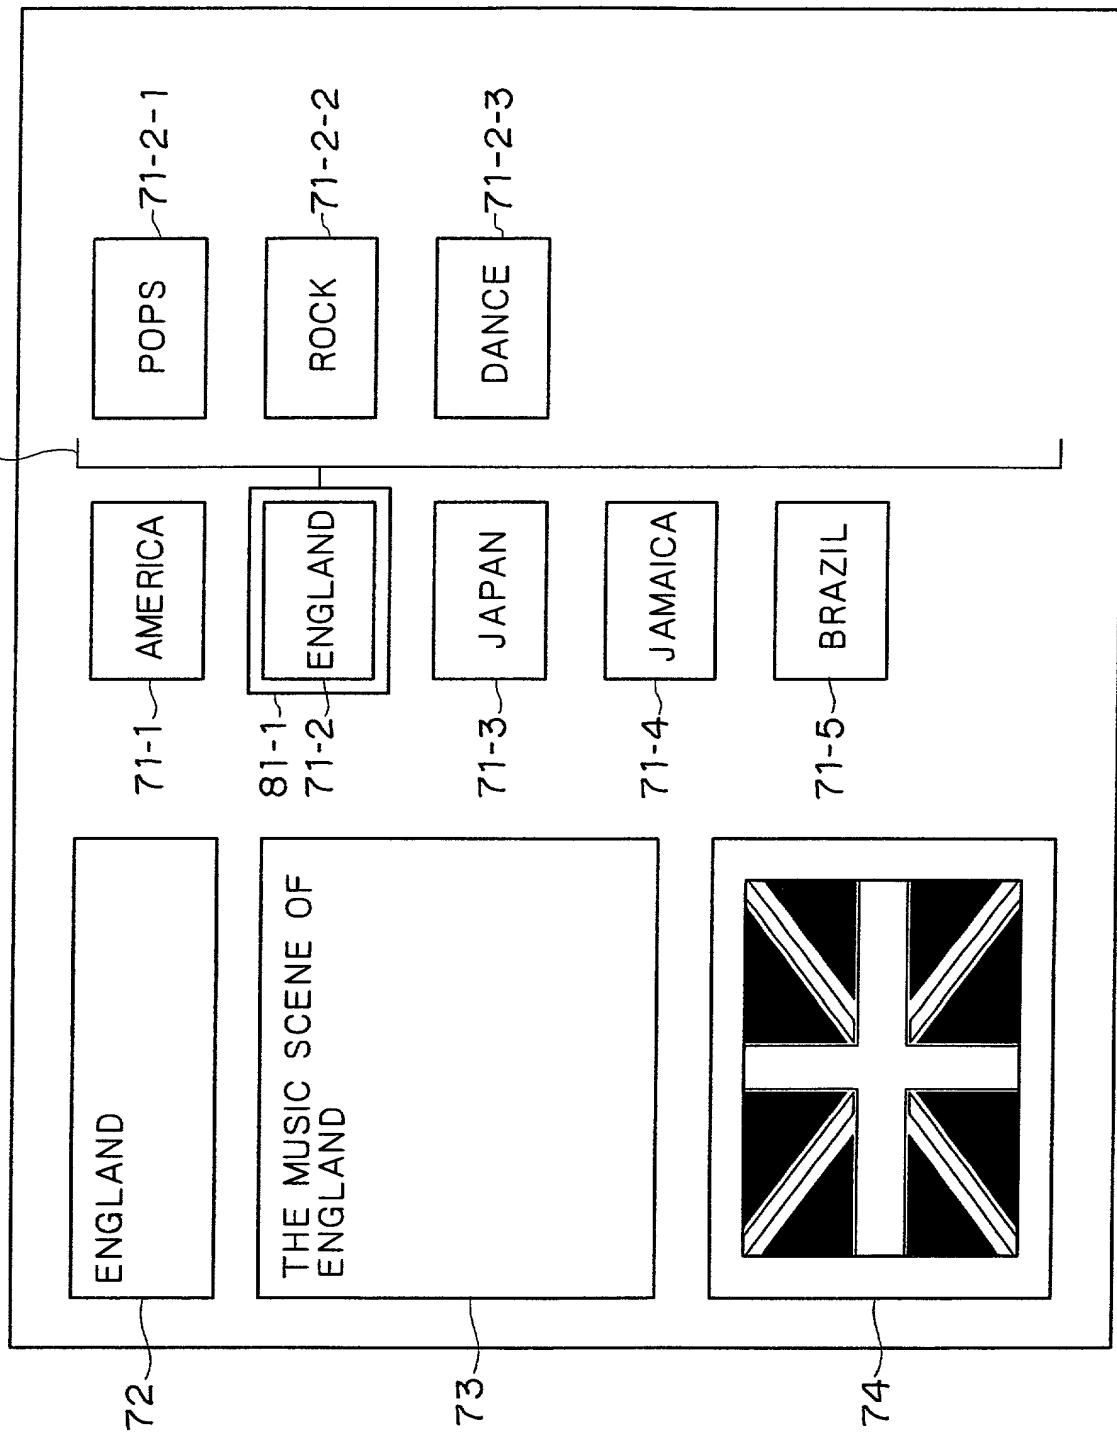 72
ENGLAND
73
THE MUSIC SCENE OF
ENGLAND
74
71-1
AMERICA
81-1
71-2
ENGLAND
71-3
JAPAN
71-4
JAMAICA
71-5
BRAZIL
POPS
71-2-1
ROCK
71-2-2
DANCE
71-2-3